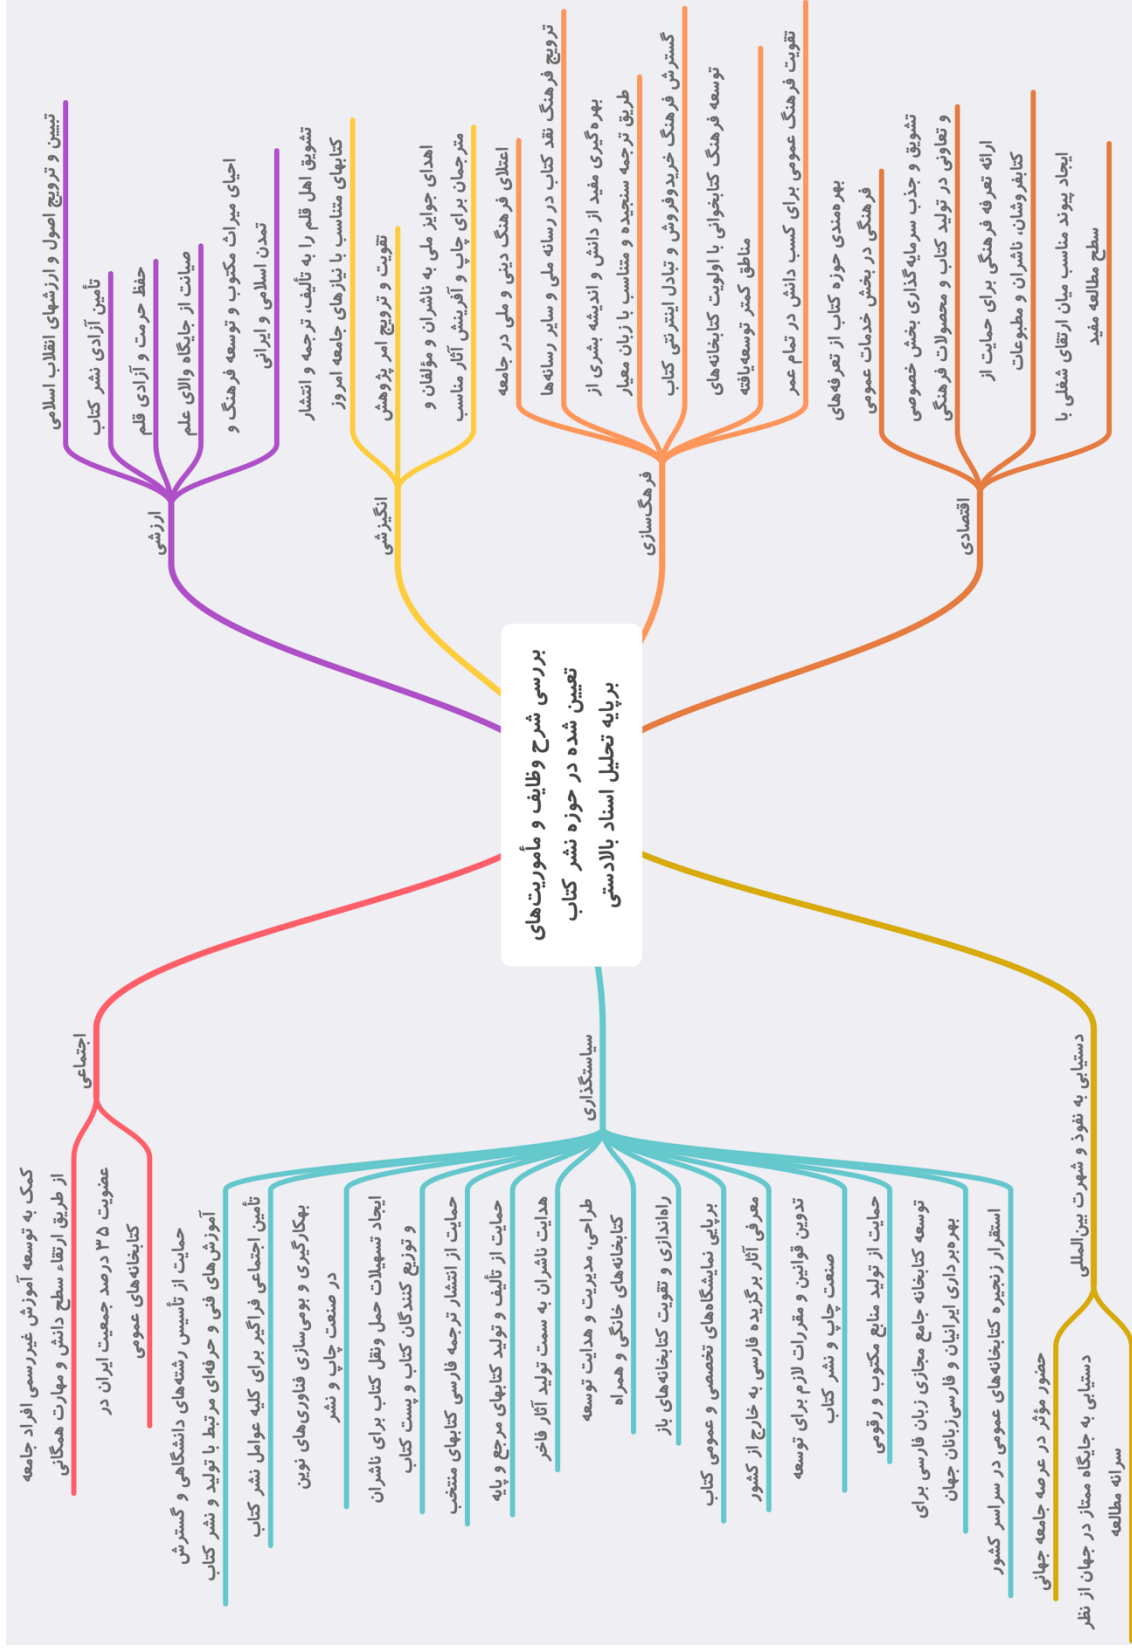 بررسی شرح وظایف و مأموریت‌های
تعیین شده در حوزه نشر کتاب
برپایه تحلیل اسناد بالادستی
ارزشی
تبیین و ترویج اصول و ارزشهای انقلاب اسلامی
تأمین آزادی نشر کتاب
حفظ حرمت و آزادی قلم
صیانت از جایگاه والای علم
احیای میراث مکتوب و توسعه فرهنگ و
تمدن اسلامی و ایرانی
انگیزشی
تشویق اهل قلم را به تألیف، ترجمه و انتشار
کتابهای متناسب با نیازهای جامعه امروز
تقویت و ترویج امر پژوهش
اهدای جوایز ملی به ناشران و مؤلفان و
مترجمان برای چاپ و آفرینش آثار مناسب
فرهنگ‌سازی
اعتلای فرهنگ دینی و ملی در جامعه
ترویج فرهنگ نقد کتاب در رسانه ملی و سایر رسانه‌ها
بهره‌گیری مفید از دانش و اندیشه بشری از
طریق ترجمه سنجیده و متناسب با زبان معیار
گسترش فرهنگ خریدوفروش و تبادل اینترنتی کتاب
توسعه فرهنگ کتابخوانی با اولویت کتابخانه‌های
مناطق کمتر توسعه‌یافته
تقویت فرهنگ عمومی برای کسب دانش در تمام عمر
اقتصادی
بهره‌مندی حوزه کتاب از تعرفه‌های
فرهنگی در بخش خدمات عمومی
تشویق و جذب سرمایه‌گذاری بخش خصوصی
و تعاونی در تولید کتاب و محصولات فرهنگی
ارائه تعرفه فرهنگی برای حمایت از
کتابفروشان، ناشران و مطبوعات
ایجاد پیوند مناسب میان ارتقای شغلی با
سطح مطالعه مفید
اجتماعی
کمک به توسعه آموزش غیررسمی افراد جامعه
از طریق ارتقاء سطح دانش و مهارت همگانی
عضویت ۳۵ درصد جمعیت ایران در
کتابخانه‌های عمومی
سیاستگذاری
حمایت از تأسیس رشته‌های دانشگاهی و گسترش
آموزش‌های فنی و حرفه‌ای مرتبط با تولید و نشر کتاب
تأمین اجتماعی فراگیر برای کلیه عوامل نشر کتاب
بهکارگیری و بومی‌سازی فناوری‌های نوین
در صنعت چاپ و نشر
ایجاد تسهیلات حمل ونقل کتاب برای ناشران
و توزیع کنندگان کتاب و پست کتاب
حمایت از انتشار ترجمه فارسی کتابهای منتخب
حمایت از تألیف و تولید کتابهای مرجع و پایه
هدایت ناشران به سمت تولید آثار فاخر
طراحی، مدیریت و هدایت توسعه
کتابخانه‌های خانگی و همراه
راه‌اندازی و تقویت کتابخانه‌های باز
برپایی نمایشگاه‌های تخصصی و عمومی کتاب
معرفی آثار برگزیده فارسی به خارج از کشور
تدوین قوانین و مقررات لازم برای توسعه
صنعت چاپ و نشر کتاب
حمایت از تولید منابع مکتوب و رقومی
توسعه کتابخانه جامع مجازی زبان فارسی برای
بهره‌برداری ایرانیان و فارسی‌زبانان جهان
استقرار زنجیره کتابخانه‌های عمومی در سراسر کشور
دستیابی به نفوذ و شهرت بین‌المللی
حضور مؤثر در عرصه جامعه جهانی
دستیابی به جایگاه ممتاز در جهان از نظر
سرانه مطالعه